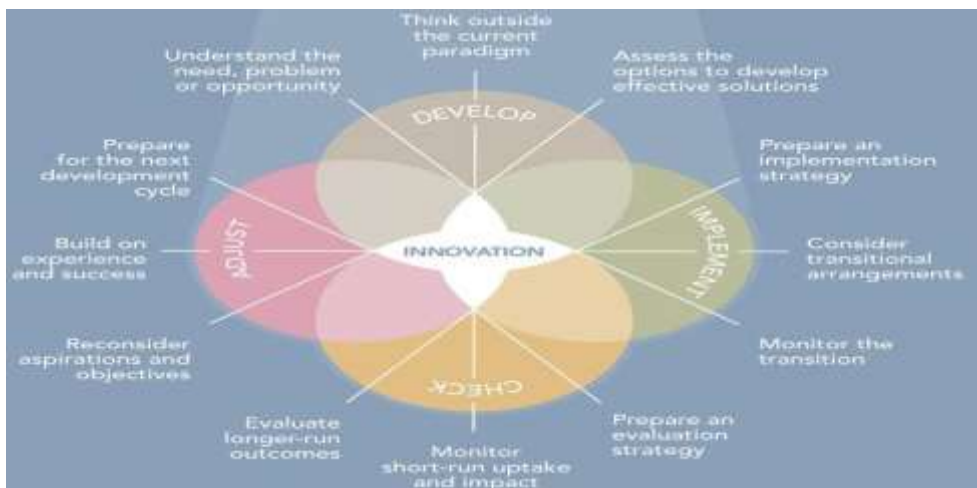 Think outside
the current
paradigm
Assess the
options to develop
effective solutions
Prepare an
implementation
strategy
Consider
transitional
arrangements
Monitor the
transition
Prepare an
evaluation
strategy
Monitor
short-run uptake
and impact
Evaluate
longer-run
outcomes
Reconsider
aspirations and
objectives
Build on
experience
and success
Prepare
for the next
development
cycle
Understand the
need, problem
or opportunity
DEVELOP
IMPLEMENT
CHECK
ADJUST
INNOVATION